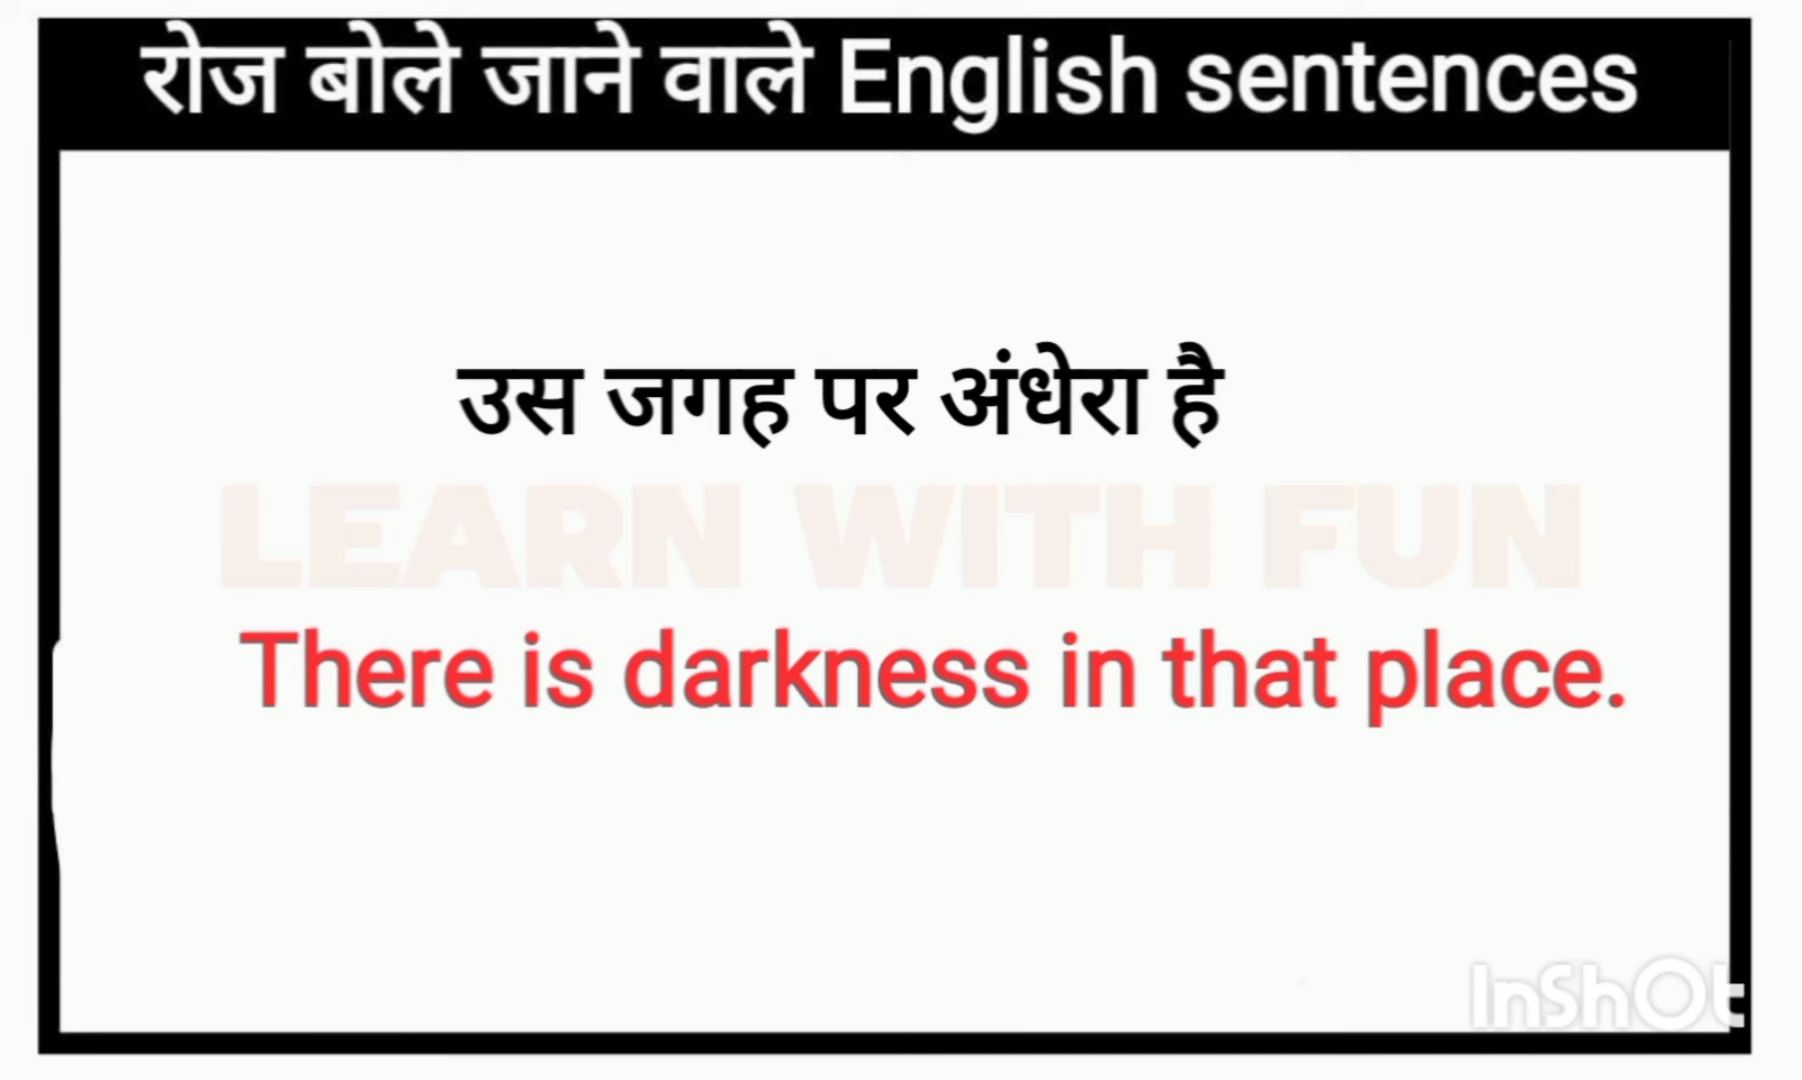 रोज बोले जाने वाले English sentences
उस जगह पर अंधेरा है
LEARN WITH FUN
There is darkness in that place.
InShOt